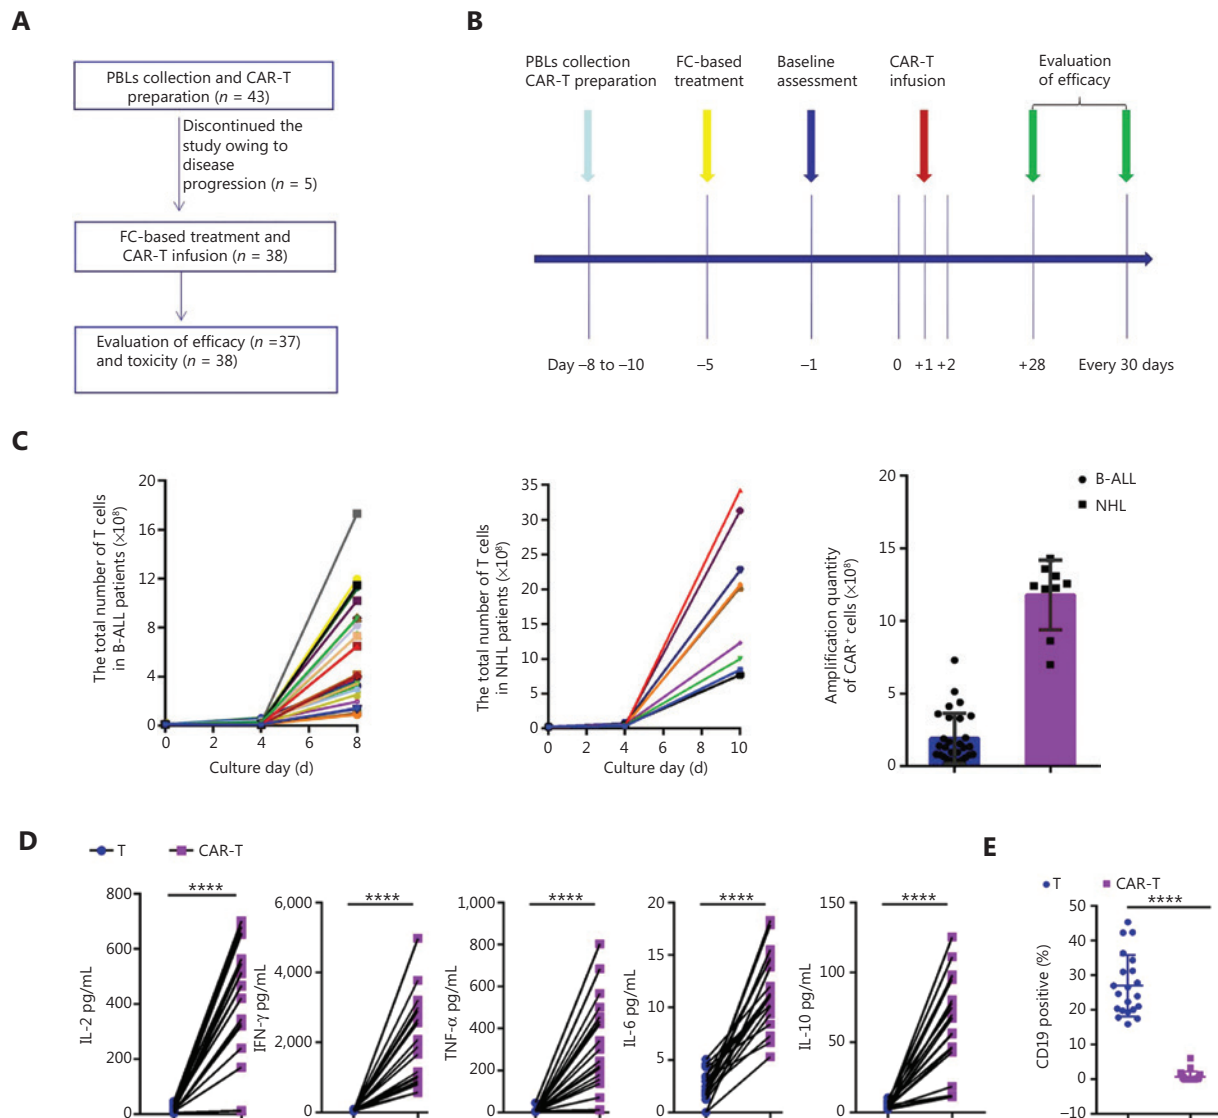 A
PBLs collection and CAR-T
preparation (n = 43)
Discontinued the
study owing to
disease
progression (n = 5)
FC-based treatment and
CAR-T infusion (n = 38)
Evaluation of efficacy (n =37)
and toxicity (n = 38)
B
PBLs collection
CAR-T preparation
FC-based
treatment
Baseline
assessment
CAR-T
infusion
Evaluation
of efficacy
Day –8 to –10
–5
–1
0
+1
+2
+28
Every 30 days
C
The total number of T cells
in B-ALL patients (×10⁸)
20
16
12
8
4
0
0 2 4 6 8
Culture day (d)
The total number of T cells
in NHL patients (×10⁸)
35
30
25
20
15
10
5
0
0 2 4 6 8 10
Culture day (d)
Amplification quantity
of CAR⁺ cells (×10⁸)
20
15
10
5
0
B-ALL
NHL
D
T
CAR-T
IL-2 pg/mL
800
600
400
200
0
****
IFN-γ pg/mL
6,000
4,000
2,000
0
****
TNF-α pg/mL
1,000
800
600
400
200
0
****
IL-6 pg/mL
20
15
10
5
0
****
IL-10 pg/mL
150
100
50
0
****
E
T
CAR-T
CD19 positive (%)
50
40
30
20
10
0
–10
****